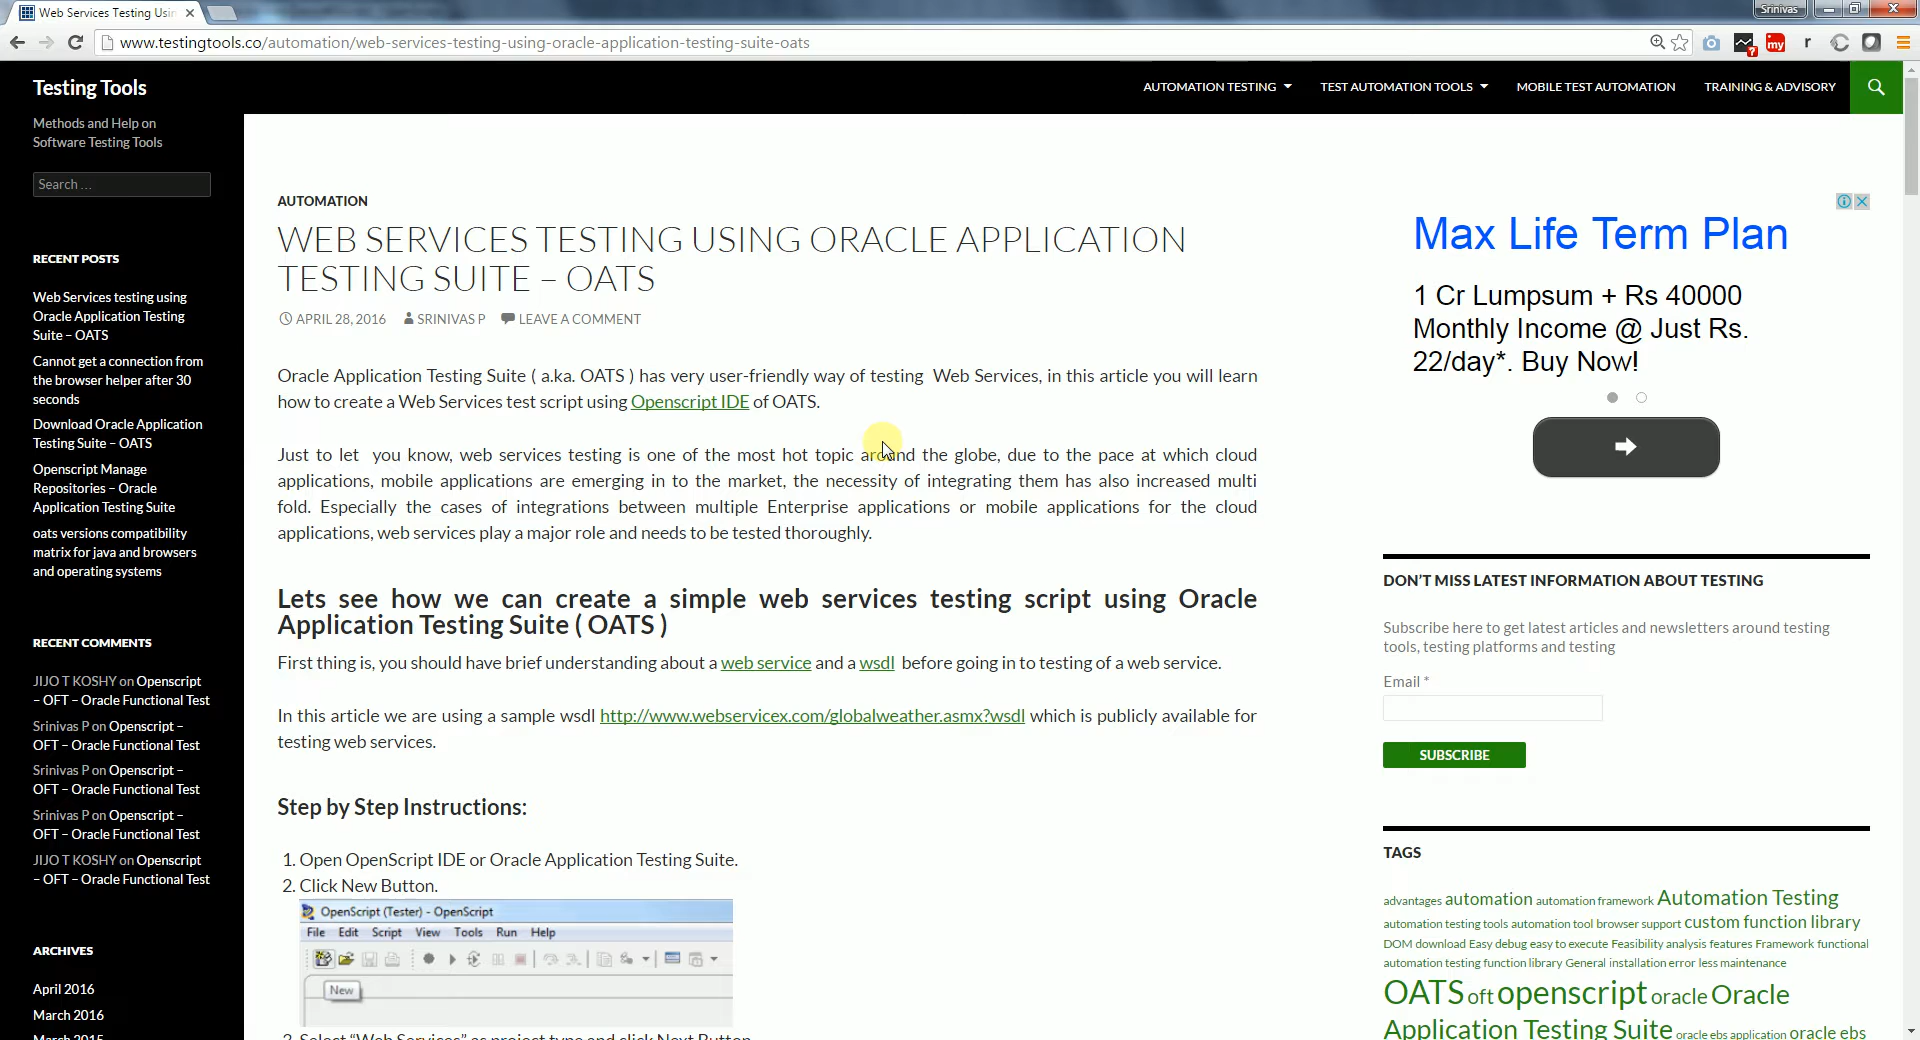 Web Services Testing Usin
Srinivas
www.testingtools.co/automation/web-services-testing-using-oracle-application-testing-suite-oats
?
my
r
Testing Tools
AUTOMATION TESTING
TEST AUTOMATION TOOLS
MOBILE TEST AUTOMATION
TRAINING & ADVISORY
Methods and Help on
Software Testing Tools
Search …
RECENT POSTS
Web Services testing using
Oracle Application Testing
Suite – OATS
Cannot get a connection from
the browser helper after 30
seconds
Download Oracle Application
Testing Suite – OATS
Openscript Manage
Repositories – Oracle
Application Testing Suite
oats versions compatibility
matrix for java and browsers
and operating systems
RECENT COMMENTS
JIJO T KOSHY on Openscript
– OFT – Oracle Functional Test
Srinivas P on Openscript –
OFT – Oracle Functional Test
Srinivas P on Openscript –
OFT – Oracle Functional Test
Srinivas P on Openscript –
OFT – Oracle Functional Test
JIJO T KOSHY on Openscript
– OFT – Oracle Functional Test
ARCHIVES
April 2016
March 2016
March 2015
AUTOMATION
WEB SERVICES TESTING USING ORACLE APPLICATION
TESTING SUITE – OATS
APRIL 28, 2016 SRINIVAS P LEAVE A COMMENT
Oracle Application Testing Suite ( a.ka. OATS ) has very user-friendly way of testing Web Services, in this article you will learn
how to create a Web Services test script using Openscript IDE of OATS.
Just to let you know, web services testing is one of the most hot topic around the globe, due to the pace at which cloud
applications, mobile applications are emerging in to the market, the necessity of integrating them has also increased multi
fold. Especially the cases of integrations between multiple Enterprise applications or mobile applications for the cloud
applications, web services play a major role and needs to be tested thoroughly.
Lets see how we can create a simple web services testing script using Oracle
Application Testing Suite ( OATS )
First thing is, you should have brief understanding about a web service and a wsdl before going in to testing of a web service.
In this article we are using a sample wsdl http://www.webservicex.com/globalweather.asmx?wsdl which is publicly available for
testing web services.
Step by Step Instructions:
1. Open OpenScript IDE or Oracle Application Testing Suite.
2. Click New Button.
OpenScript (Tester) - OpenScript
File Edit Script View Tools Run Help
New
3. Select “Web Services” as project type and click Next Button
Max Life Term Plan
1 Cr Lumpsum + Rs 40000
Monthly Income @ Just Rs.
22/day*. Buy Now!
DON'T MISS LATEST INFORMATION ABOUT TESTING
Subscribe here to get latest articles and newsletters around testing
tools, testing platforms and testing
Email *
SUBSCRIBE
TAGS
advantages automation automation framework Automation Testing
automation testing tools automation tool browser support custom function library
DOM download Easy debug easy to execute Feasibility analysis features Framework functional
automation testing function library General installation error less maintenance
OATS oft openscript oracle Oracle
Application Testing Suite oracle ebs application oracle ebs